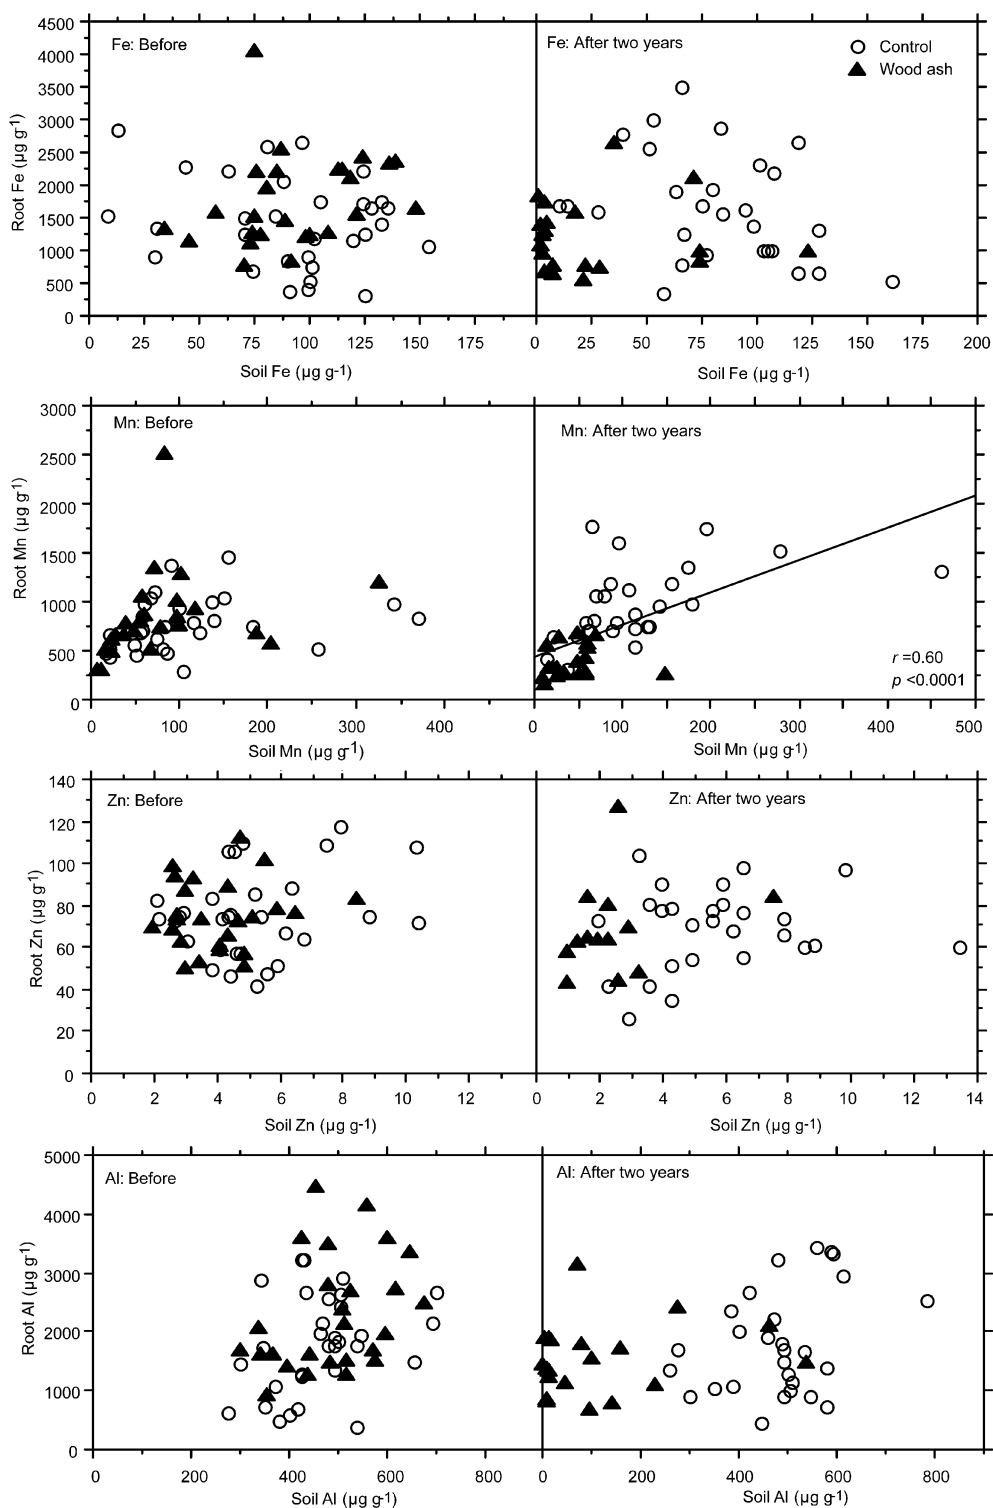 4500
4000
3500
3000
2500
2000
1500
1000
500
0
Root Fe (µg g-1)
Fe: Before
Fe: After two years
Control
Wood ash
0 25 50 75 100 125 150 175
0 25 50 75 100 125 150 175 200
Soil Fe (µg g-1)
Soil Fe (µg g-1)
3000
2500
2000
1500
1000
500
0
Root Mn (µg g-1)
Mn: Before
Mn: After two years
r =0.60
p <0.0001
0 100 200 300 400
0 100 200 300 400 500
Soil Mn (µg g-1)
Soil Mn (µg g-1)
140
120
100
80
60
40
20
0
Root Zn (µg g-1)
Zn: Before
Zn: After two years
0 2 4 6 8 10 12
0 2 4 6 8 10 12 14
Soil Zn (µg g-1)
Soil Zn (µg g-1)
5000
4000
3000
2000
1000
0
Root Al (µg g-1)
Al: Before
Al: After two years
0 200 400 600 800
0 200 400 600 800
Soil Al (µg g-1)
Soil Al (µg g-1)